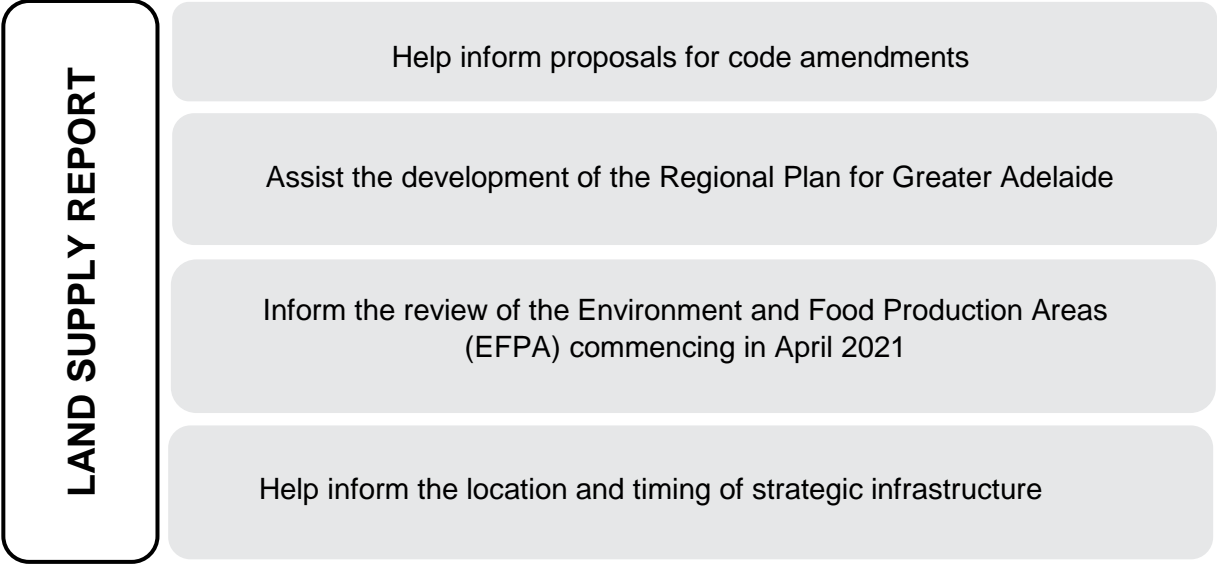 LAND SUPPLY REPORT
Help inform proposals for code amendments
Assist the development of the Regional Plan for Greater Adelaide
Inform the review of the Environment and Food Production Areas
(EFPA) commencing in April 2021
Help inform the location and timing of strategic infrastructure